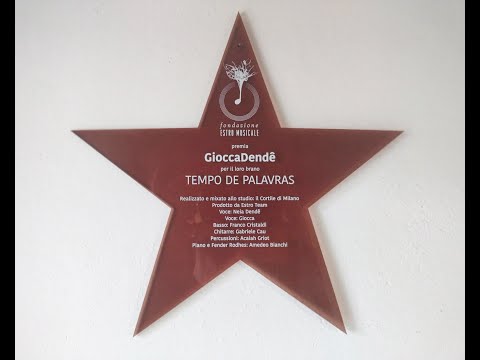 fondazione
ESTRO MUSICALE
premia
GioccaDendê
per il loro brano
TEMPO DE PALAVRAS
Realizzato e mixato allo studio: Il Cortile di Milano
Prodotto da Estro Team
Voce: Neia Dendê
Voce: Giocca
Basso: Franco Cristaldi
Chitarre: Gabriele Cau
Percussioni: Acaiah Griot
Piano e Fender Rodhes: Amedeo Bianchi